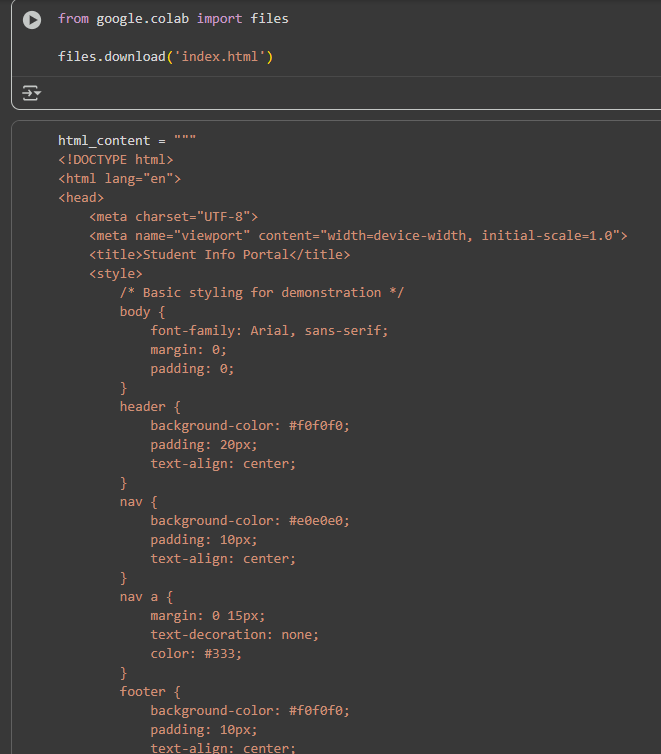 from google.colab import files
files.download('index.html')
html_content = """
<!DOCTYPE html>
<html lang="en">
<head>
    <meta charset="UTF-8">
    <meta name="viewport" content="width=device-width, initial-scale=1.0">
    <title>Student Info Portal</title>
    <style>
        /* Basic styling for demonstration */
        body {
            font-family: Arial, sans-serif;
            margin: 0;
            padding: 0;
        }
        header {
            background-color: #f0f0f0;
            padding: 20px;
            text-align: center;
        }
        nav {
            background-color: #e0e0e0;
            padding: 10px;
            text-align: center;
        }
        nav a {
            margin: 0 15px;
            text-decoration: none;
            color: #333;
        }
        footer {
            background-color: #f0f0f0;
            padding: 10px;
            text-align: center;